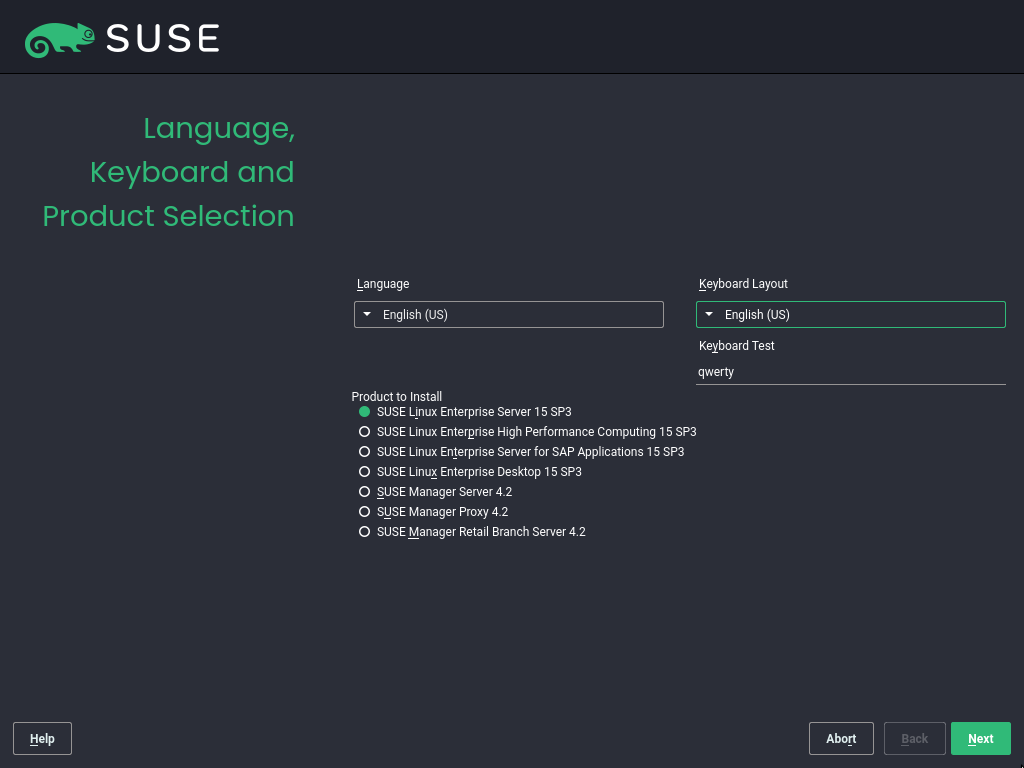 SUSE
Language,
Keyboard and
Product Selection
Language
Keyboard Layout
English (US)
English (US)
Keyboard Test
qwerty
Product to Install
SUSE Linux Enterprise Server 15 SP3
SUSE Linux Enterprise High Performance Computing 15 SP3
SUSE Linux Enterprise Server for SAP Applications 15 SP3
SUSE Linux Enterprise Desktop 15 SP3
SUSE Manager Server 4.2
SUSE Manager Proxy 4.2
SUSE Manager Retail Branch Server 4.2
Help
Abort
Back
Next